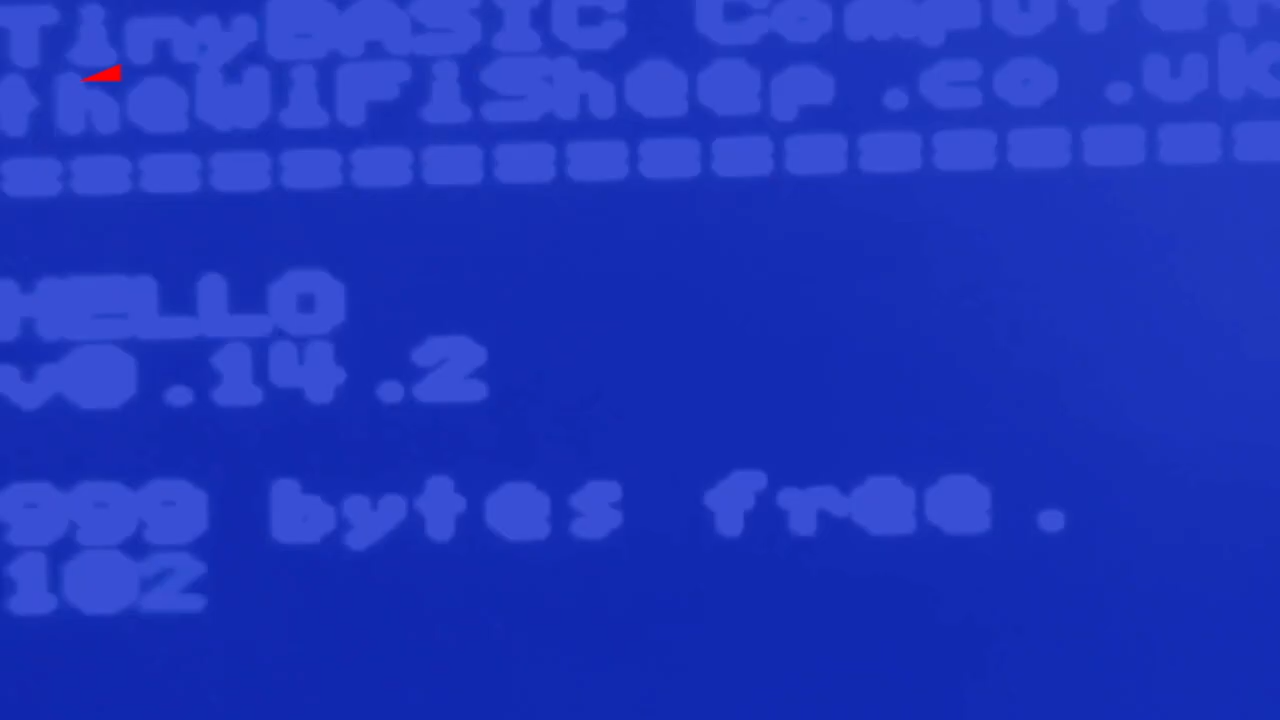 TinyBASIC Computer
theWiFiSheep.co.uk
==================
HELLO
v0.14.2
999 bytes free.
102